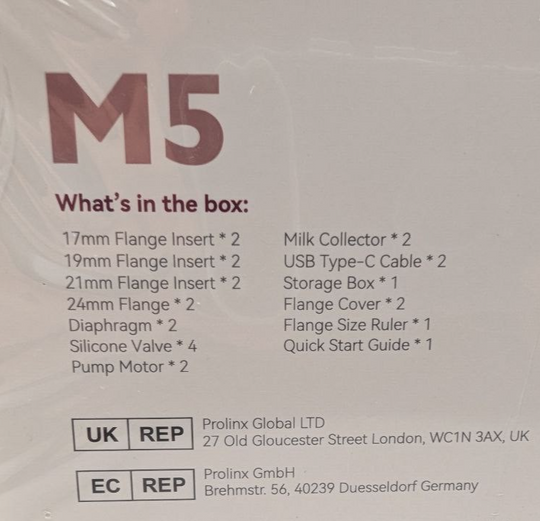 M5
What's in the box:
17mm Flange Insert * 2
19mm Flange Insert * 2
21mm Flange Insert * 2
24mm Flange * 2
Diaphragm * 2
Silicone Valve * 4
Pump Motor * 2
Milk Collector * 2
USB Type-C Cable * 2
Storage Box * 1
Flange Cover * 2
Flange Size Ruler * 1
Quick Start Guide * 1
UK REP
Prolinx Global LTD
27 Old Gloucester Street London, WC1N 3AX, UK
EC REP
Prolinx GmbH
Brehmstr. 56, 40239 Duesseldorf Germany